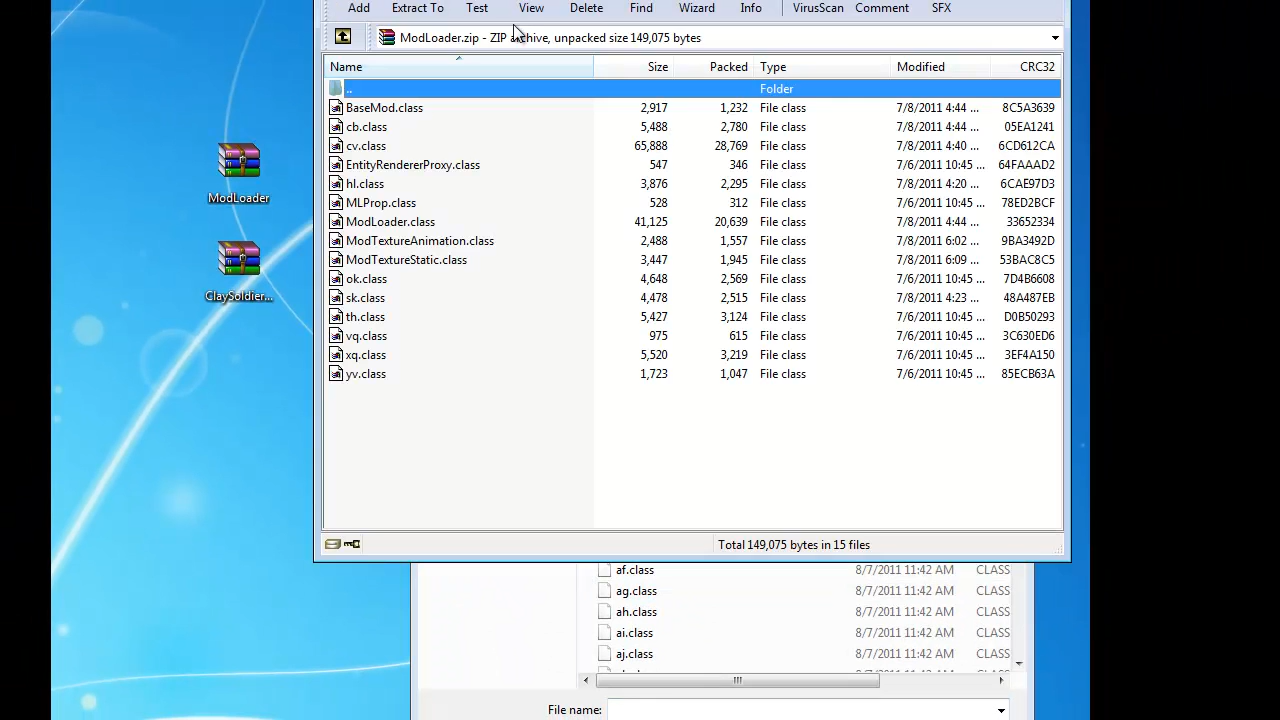 Add Extract To Test View Delete Find Wizard Info VirusScan Comment SFX
ModLoader.zip - ZIP archive, unpacked size 149,075 bytes
Name Size Packed Type Modified CRC32
.. Folder
BaseMod.class 2,917 1,232 File class 7/8/2011 4:44 ... 8C5A3639
cb.class 5,488 2,780 File class 7/8/2011 4:44 ... 05EA1241
cv.class 65,888 28,769 File class 7/8/2011 4:40 ... 6CD612CA
EntityRendererProxy.class 547 346 File class 7/6/2011 10:45 ... 64FAAAD2
hl.class 3,876 2,295 File class 7/8/2011 4:20 ... 6CAE97D3
MLProp.class 528 312 File class 7/6/2011 10:45 ... 78ED2BCF
ModLoader.class 41,125 20,639 File class 7/8/2011 4:44 ... 33652334
ModTextureAnimation.class 2,488 1,557 File class 7/8/2011 6:02 ... 9BA3492D
ModTextureStatic.class 3,447 1,945 File class 7/8/2011 6:09 ... 53BAC8C5
ok.class 4,648 2,569 File class 7/6/2011 10:45 ... 7D4B6608
sk.class 4,478 2,515 File class 7/8/2011 4:23 ... 48A487EB
th.class 5,427 3,124 File class 7/6/2011 10:45 ... D0B50293
vq.class 975 615 File class 7/6/2011 10:45 ... 3C630ED6
xq.class 5,520 3,219 File class 7/6/2011 10:45 ... 3EF4A150
yv.class 1,723 1,047 File class 7/6/2011 10:45 ... 85ECB63A
Total 149,075 bytes in 15 files
ModLoader
ClaySoldier...
af.class 8/7/2011 11:42 AM CLASS
ag.class 8/7/2011 11:42 AM CLASS
ah.class 8/7/2011 11:42 AM CLASS
ai.class 8/7/2011 11:42 AM CLASS
aj.class 8/7/2011 11:42 AM CLASS
File name: